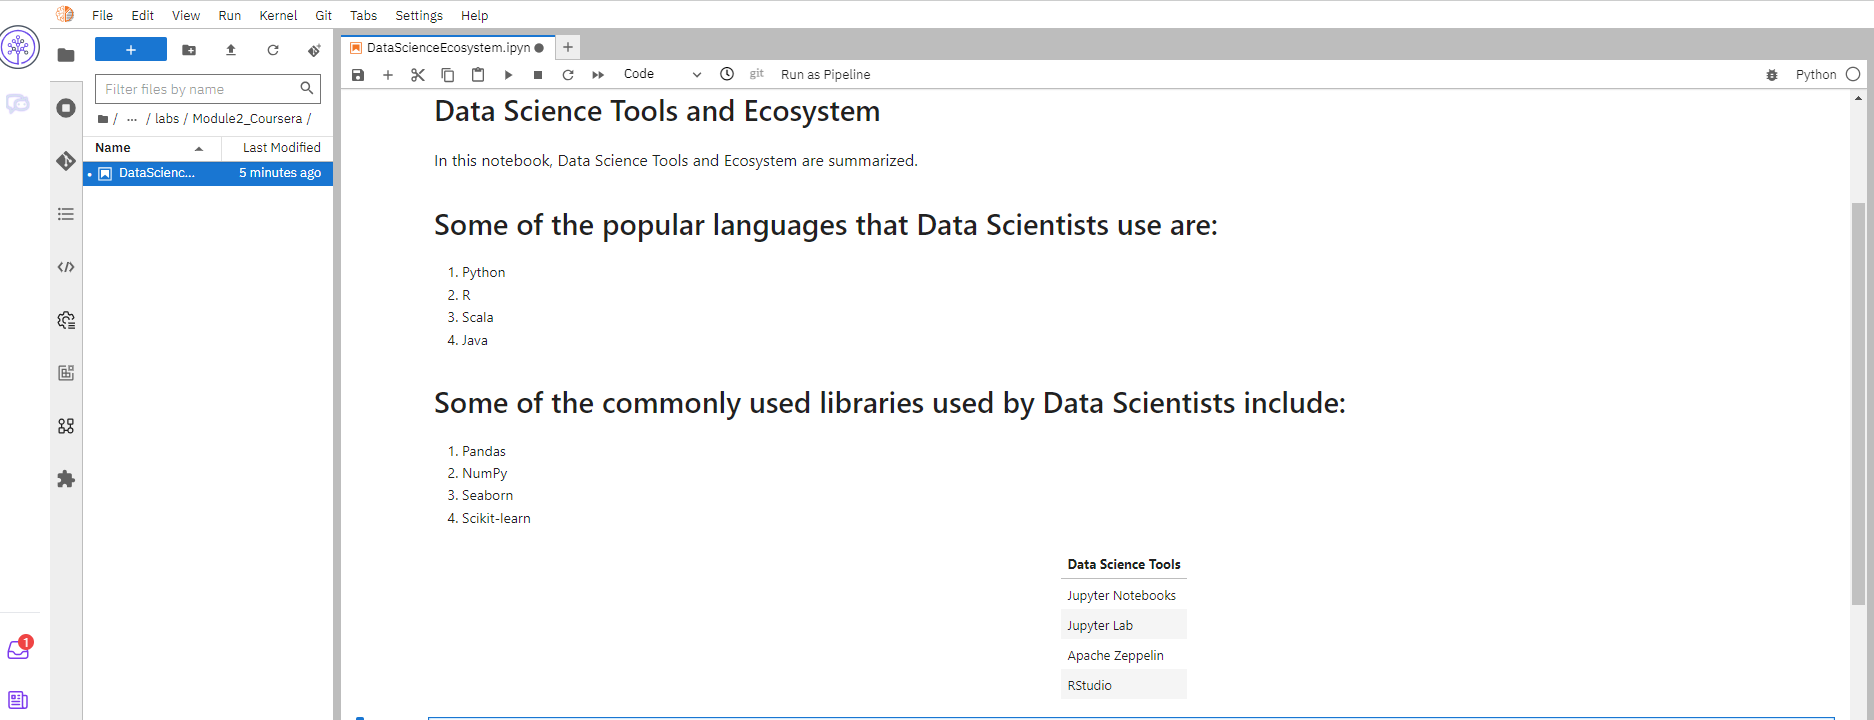 File Edit View Run Kernel Git Tabs Settings Help
Filter files by name
/ ... / labs / Module2_Coursera /
Name Last Modified
DataScienc... 5 minutes ago
1
DataScienceEcosystem.ipyn
Code git Run as Pipeline Python
Data Science Tools and Ecosystem
In this notebook, Data Science Tools and Ecosystem are summarized.
Some of the popular languages that Data Scientists use are:
1. Python
2. R
3. Scala
4. Java
Some of the commonly used libraries used by Data Scientists include:
1. Pandas
2. NumPy
3. Seaborn
4. Scikit-learn
Data Science Tools
Jupyter Notebooks
Jupyter Lab
Apache Zeppelin
RStudio